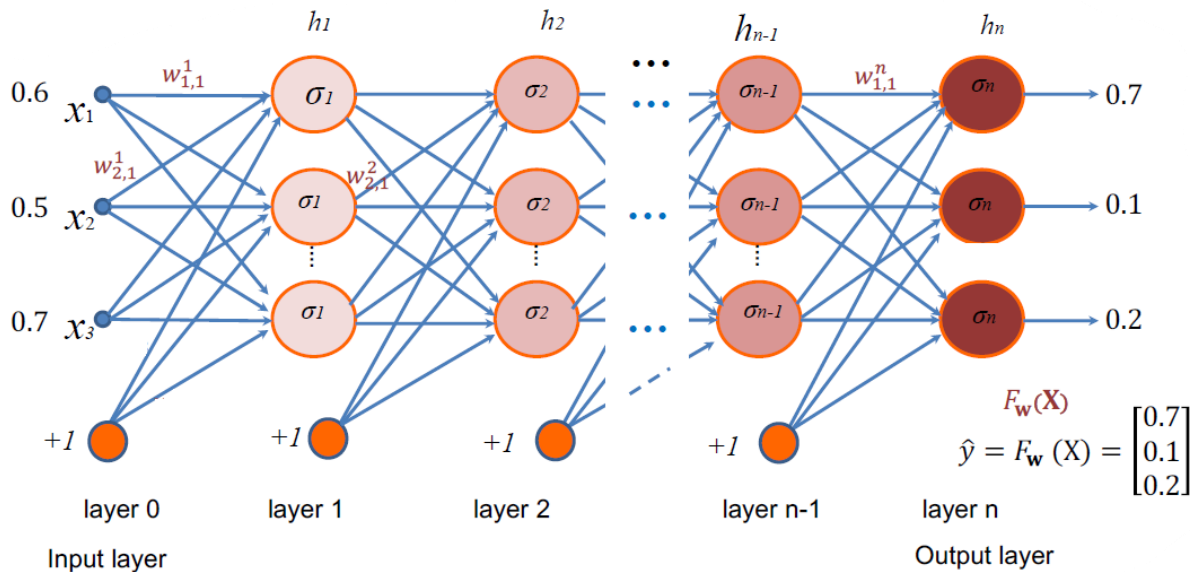 h₁ h₂ hₙ₋₁ hₙ
...
0.6 x₁ w¹₁,₁ σ₁ σ₂ ... σₙ₋₁ wⁿ₁,₁ σₙ 0.7
w¹₂,₁ w²₂,₁
0.5 x₂ σ₁ σ₂ ... σₙ₋₁ σₙ 0.1
0.7 x₃ σ₁ σ₂ ... σₙ₋₁ σₙ 0.2
F_w(X)
+1 +1 +1 +1
ŷ = F_w (X) = [0.7 0.1 0.2]
layer 0 layer 1 layer 2 layer n-1 layer n
Input layer Output layer